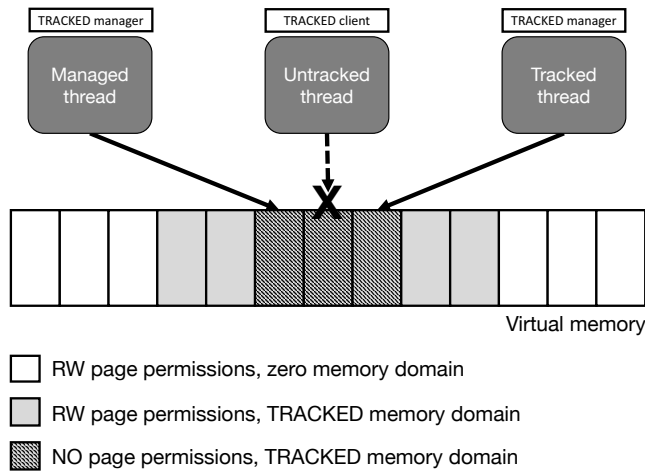 TRACKED manager
TRACKED client
TRACKED manager
Managed
thread
Untracked
thread
Tracked
thread
X
Virtual memory
RW page permissions, zero memory domain
RW page permissions, TRACKED memory domain
NO page permissions, TRACKED memory domain